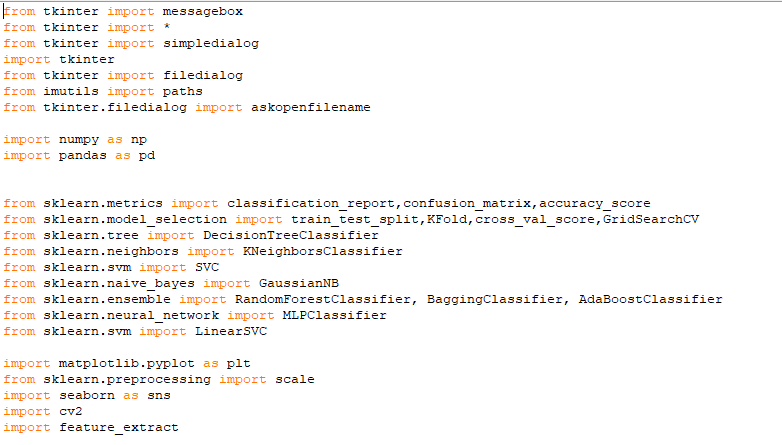 from tkinter import messagebox
from tkinter import *
from tkinter import simpledialog
import tkinter
from tkinter import filedialog
from imutils import paths
from tkinter.filedialog import askopenfilename
import numpy as np
import pandas as pd
from sklearn.metrics import classification_report,confusion_matrix,accuracy_score
from sklearn.model_selection import train_test_split,KFold,cross_val_score,GridSearchCV
from sklearn.tree import DecisionTreeClassifier
from sklearn.neighbors import KNeighborsClassifier
from sklearn.svm import SVC
from sklearn.naive_bayes import GaussianNB
from sklearn.ensemble import RandomForestClassifier, BaggingClassifier, AdaBoostClassifier
from sklearn.neural_network import MLPClassifier
from sklearn.svm import LinearSVC
import matplotlib.pyplot as plt
from sklearn.preprocessing import scale
import seaborn as sns
import cv2
import feature_extract